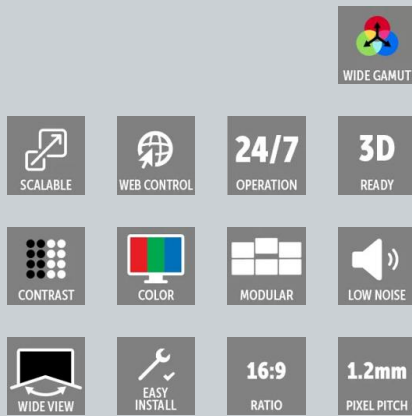 WIDE GAMUT
SCALABLE
WEB CONTROL
24/7
OPERATION
3D
READY
CONTRAST
COLOR
MODULAR
LOW NOISE
WIDE VIEW
EASY
INSTALL
16:9
RATIO
1.2mm
PIXEL PITCH